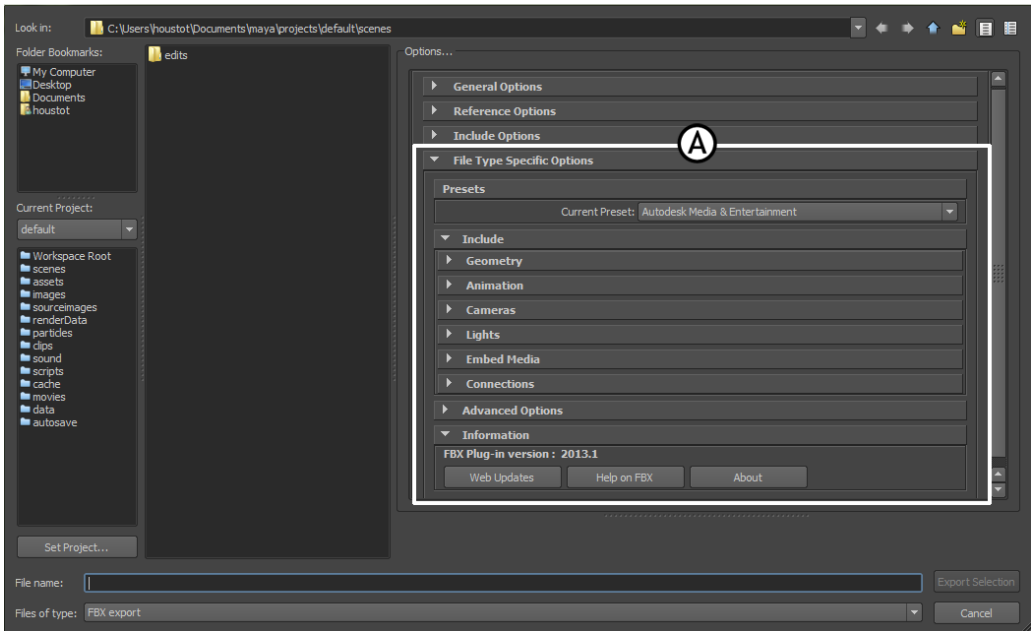 Look in: C:\Users\houstot\Documents\maya\projects\default\scenes
Folder Bookmarks:
My Computer
Desktop
Documents
houstot
Current Project:
default
Workspace Root
scenes
assets
images
sourceimages
renderData
particles
clips
sound
scripts
cache
movies
data
autosave
Set Project...
edits
Options...
General Options
Reference Options
Include Options
A
File Type Specific Options
Presets
Current Preset: Autodesk Media & Entertainment
Include
Geometry
Animation
Cameras
Lights
Embed Media
Connections
Advanced Options
Information
FBX Plug-in version : 2013.1
Web Updates Help on FBX About
File name: Export Selection
Files of type: FBX export Cancel